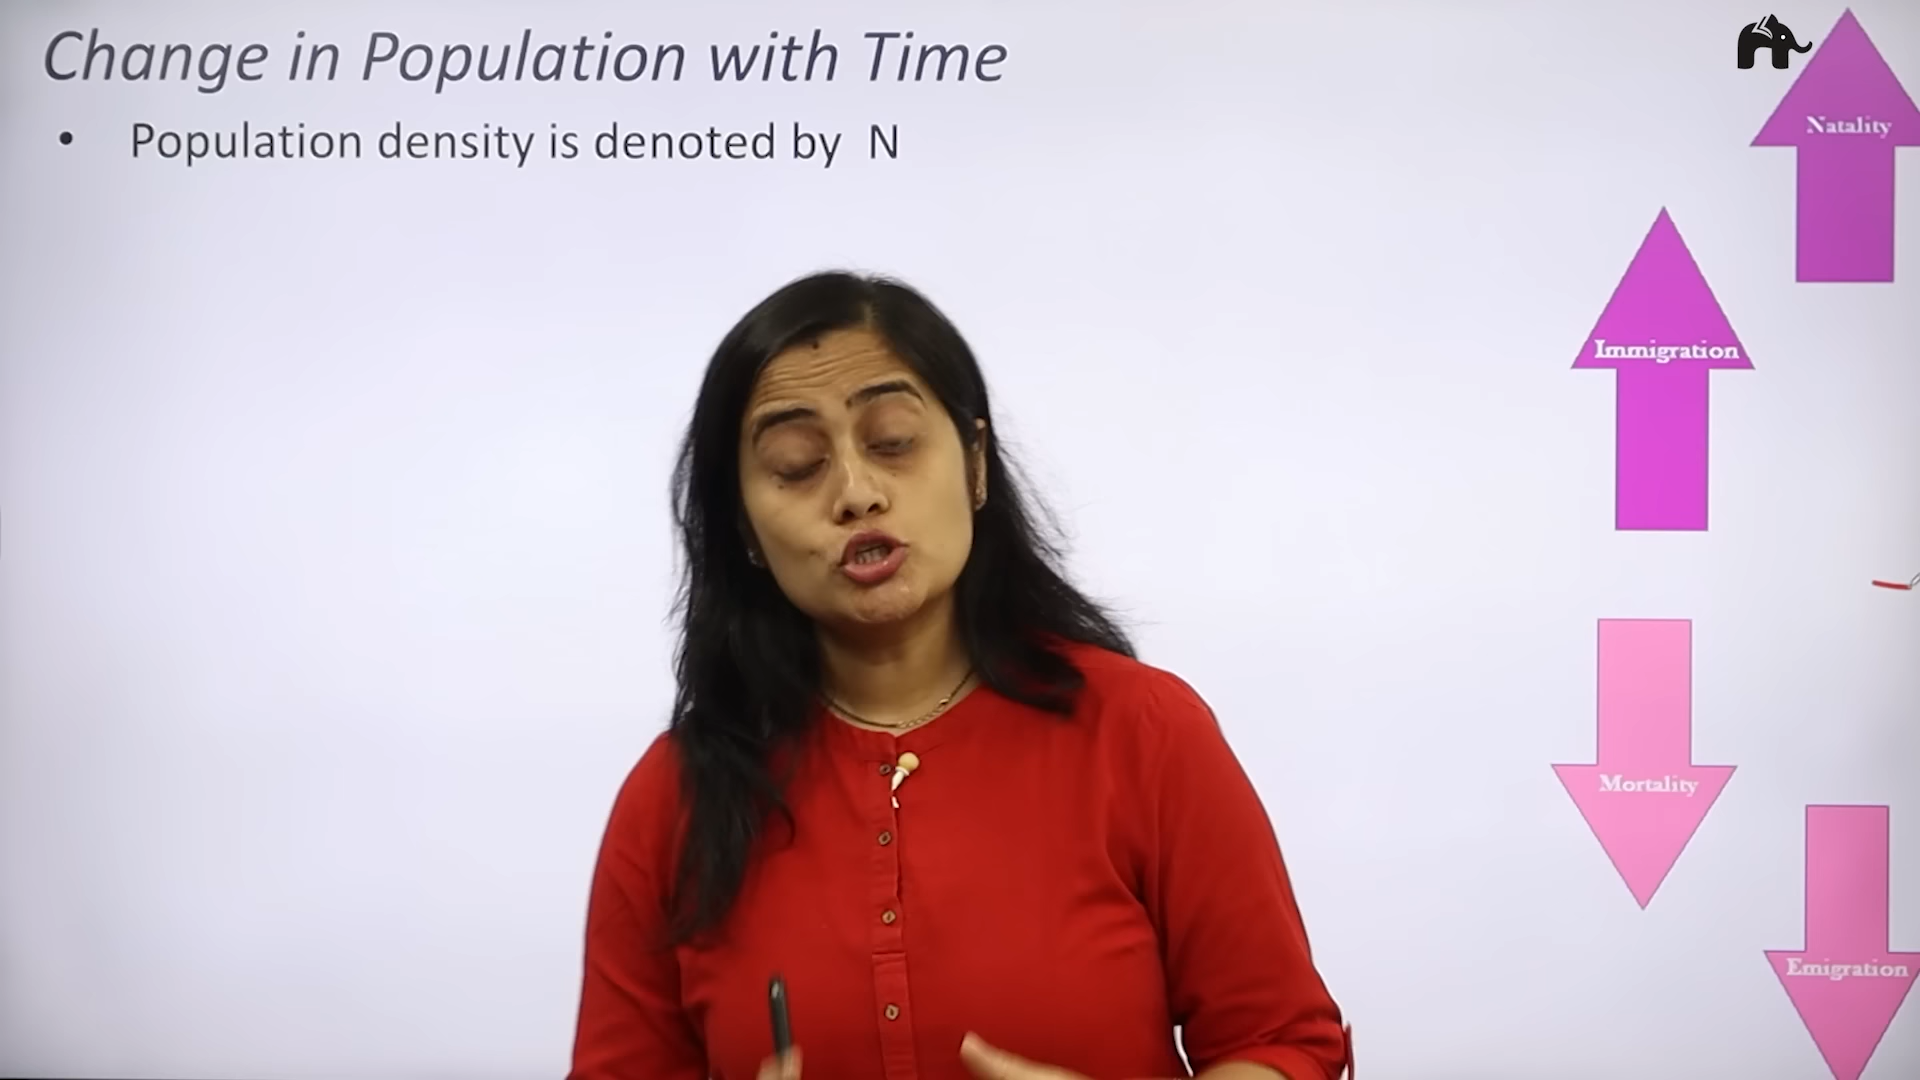 Change in Population with Time
• Population density is denoted by N
Natality
Immigration
Mortality
Emigration